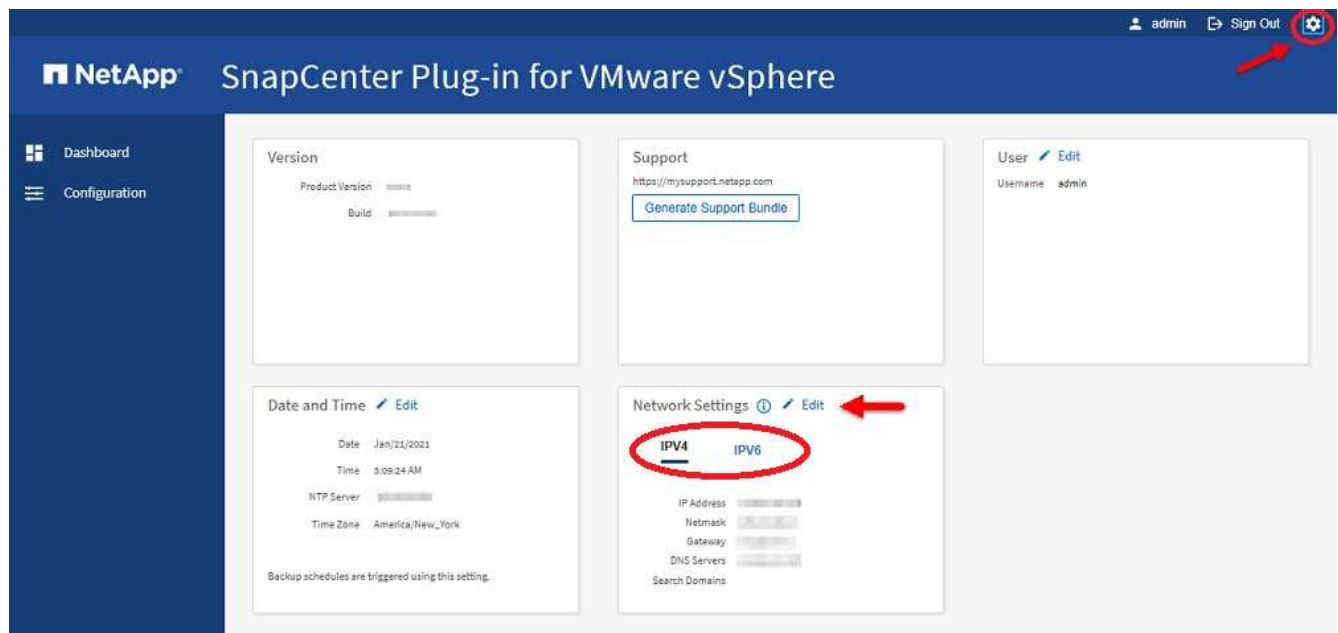 admin Sign Out
NetApp SnapCenter Plug-in for VMware vSphere
Dashboard
Configuration
Version
Product Version
Build
Support
https://mysupport.netapp.com
Generate Support Bundle
User Edit
Username admin
Date and Time Edit
Date Jan/21/2021
Time 3:09:24 AM
NTP Server
Time Zone America/New_York
Backup schedules are triggered using this setting.
Network Settings Edit
IPV4 IPV6
IP Address
Netmask
Gateway
DNS Servers
Search Domains